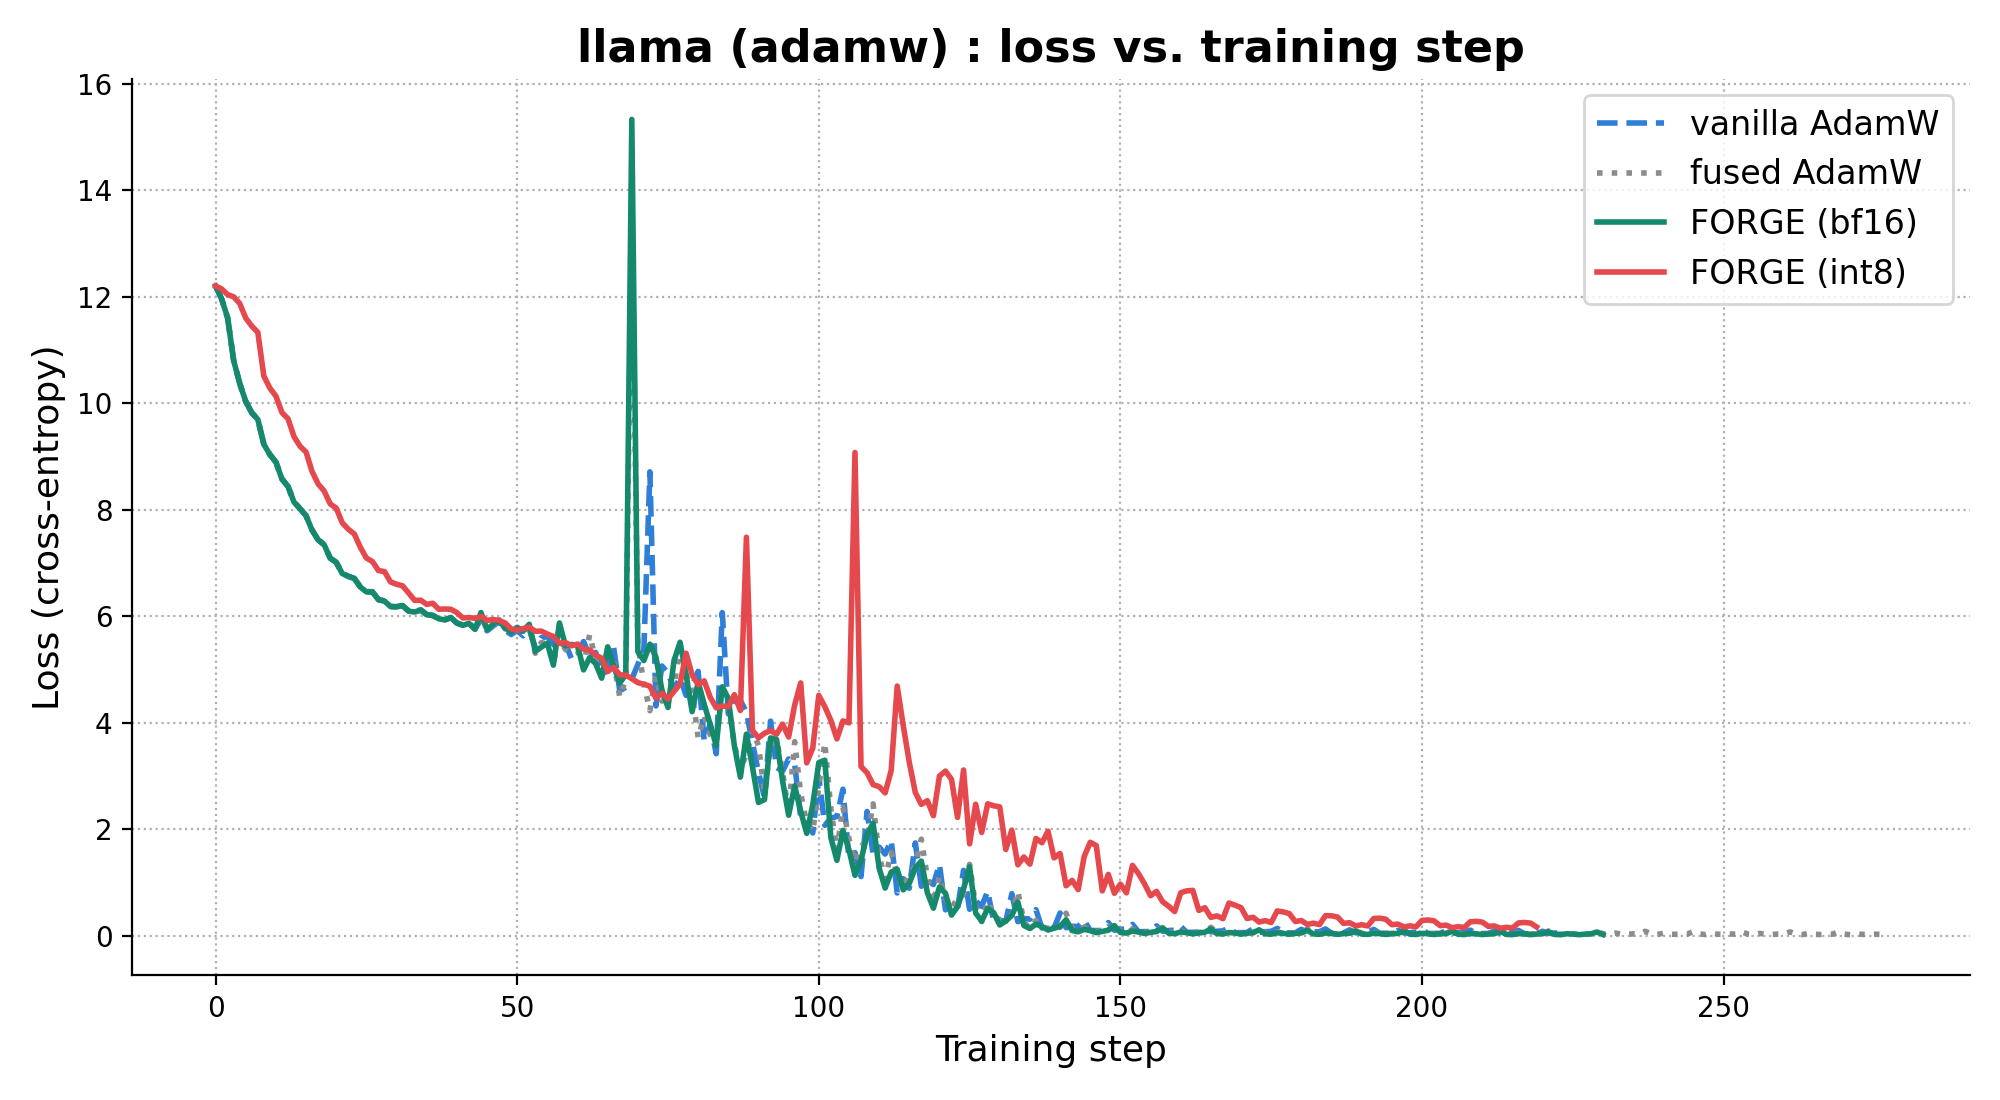 llama (adamw) : loss vs. training step
Loss (cross-entropy)
16
14
12
10
8
6
4
2
0
vanilla AdamW
fused AdamW
FORGE (bf16)
FORGE (int8)
0 50 100 150 200 250
Training step